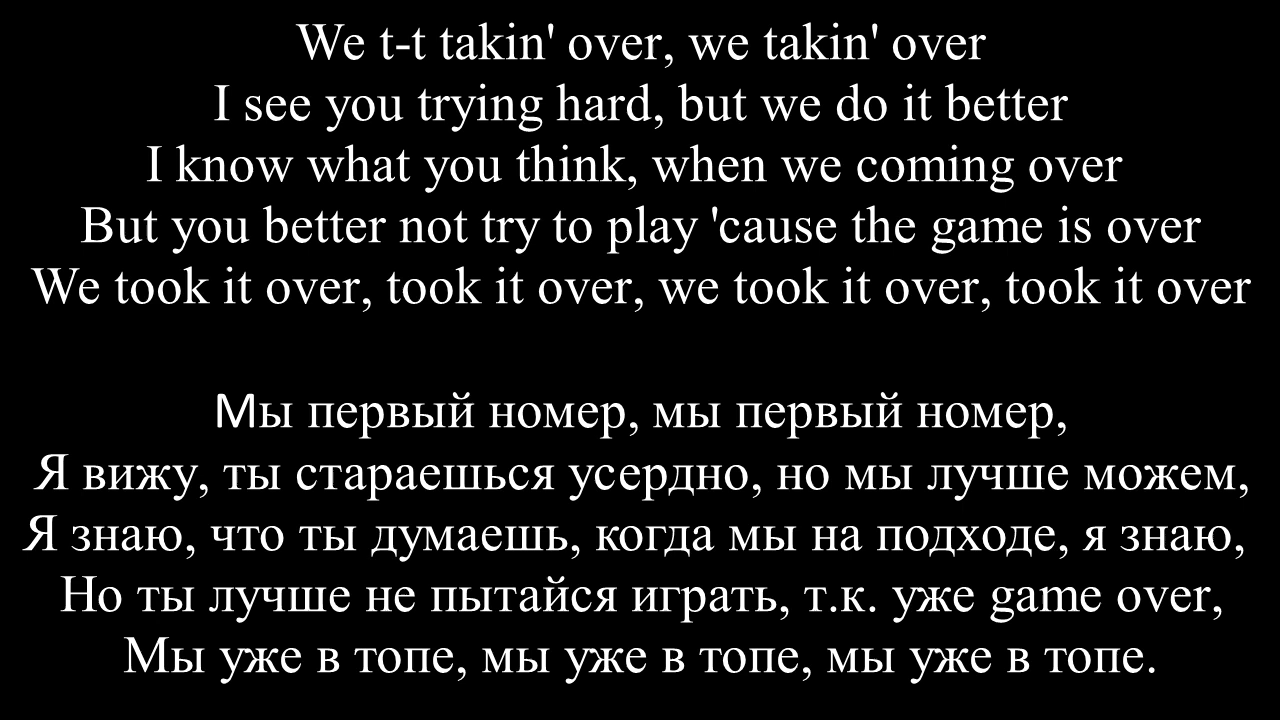 We t-t takin' over, we takin' over
I see you trying hard, but we do it better
I know what you think, when we coming over
But you better not try to play 'cause the game is over
We took it over, took it over, we took it over, took it over
Мы первый номер, мы первый номер,
Я вижу, ты стараешься усердно, но мы лучше можем,
Я знаю, что ты думаешь, когда мы на подходе, я знаю,
Но ты лучше не пытайся играть, т.к. уже game over,
Мы уже в топе, мы уже в топе, мы уже в топе.